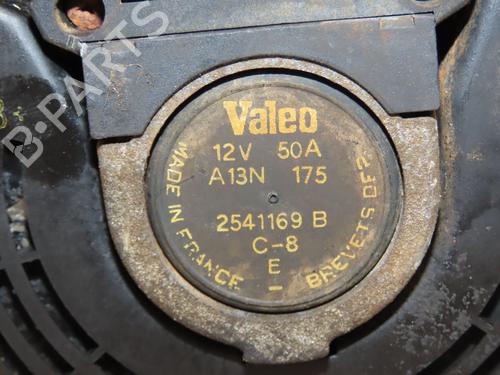 Valeo
12V 50A
A13N 175
2541169 B
C-8
E
MADE IN FRANCE - BREVETS DEP
B-PARTS